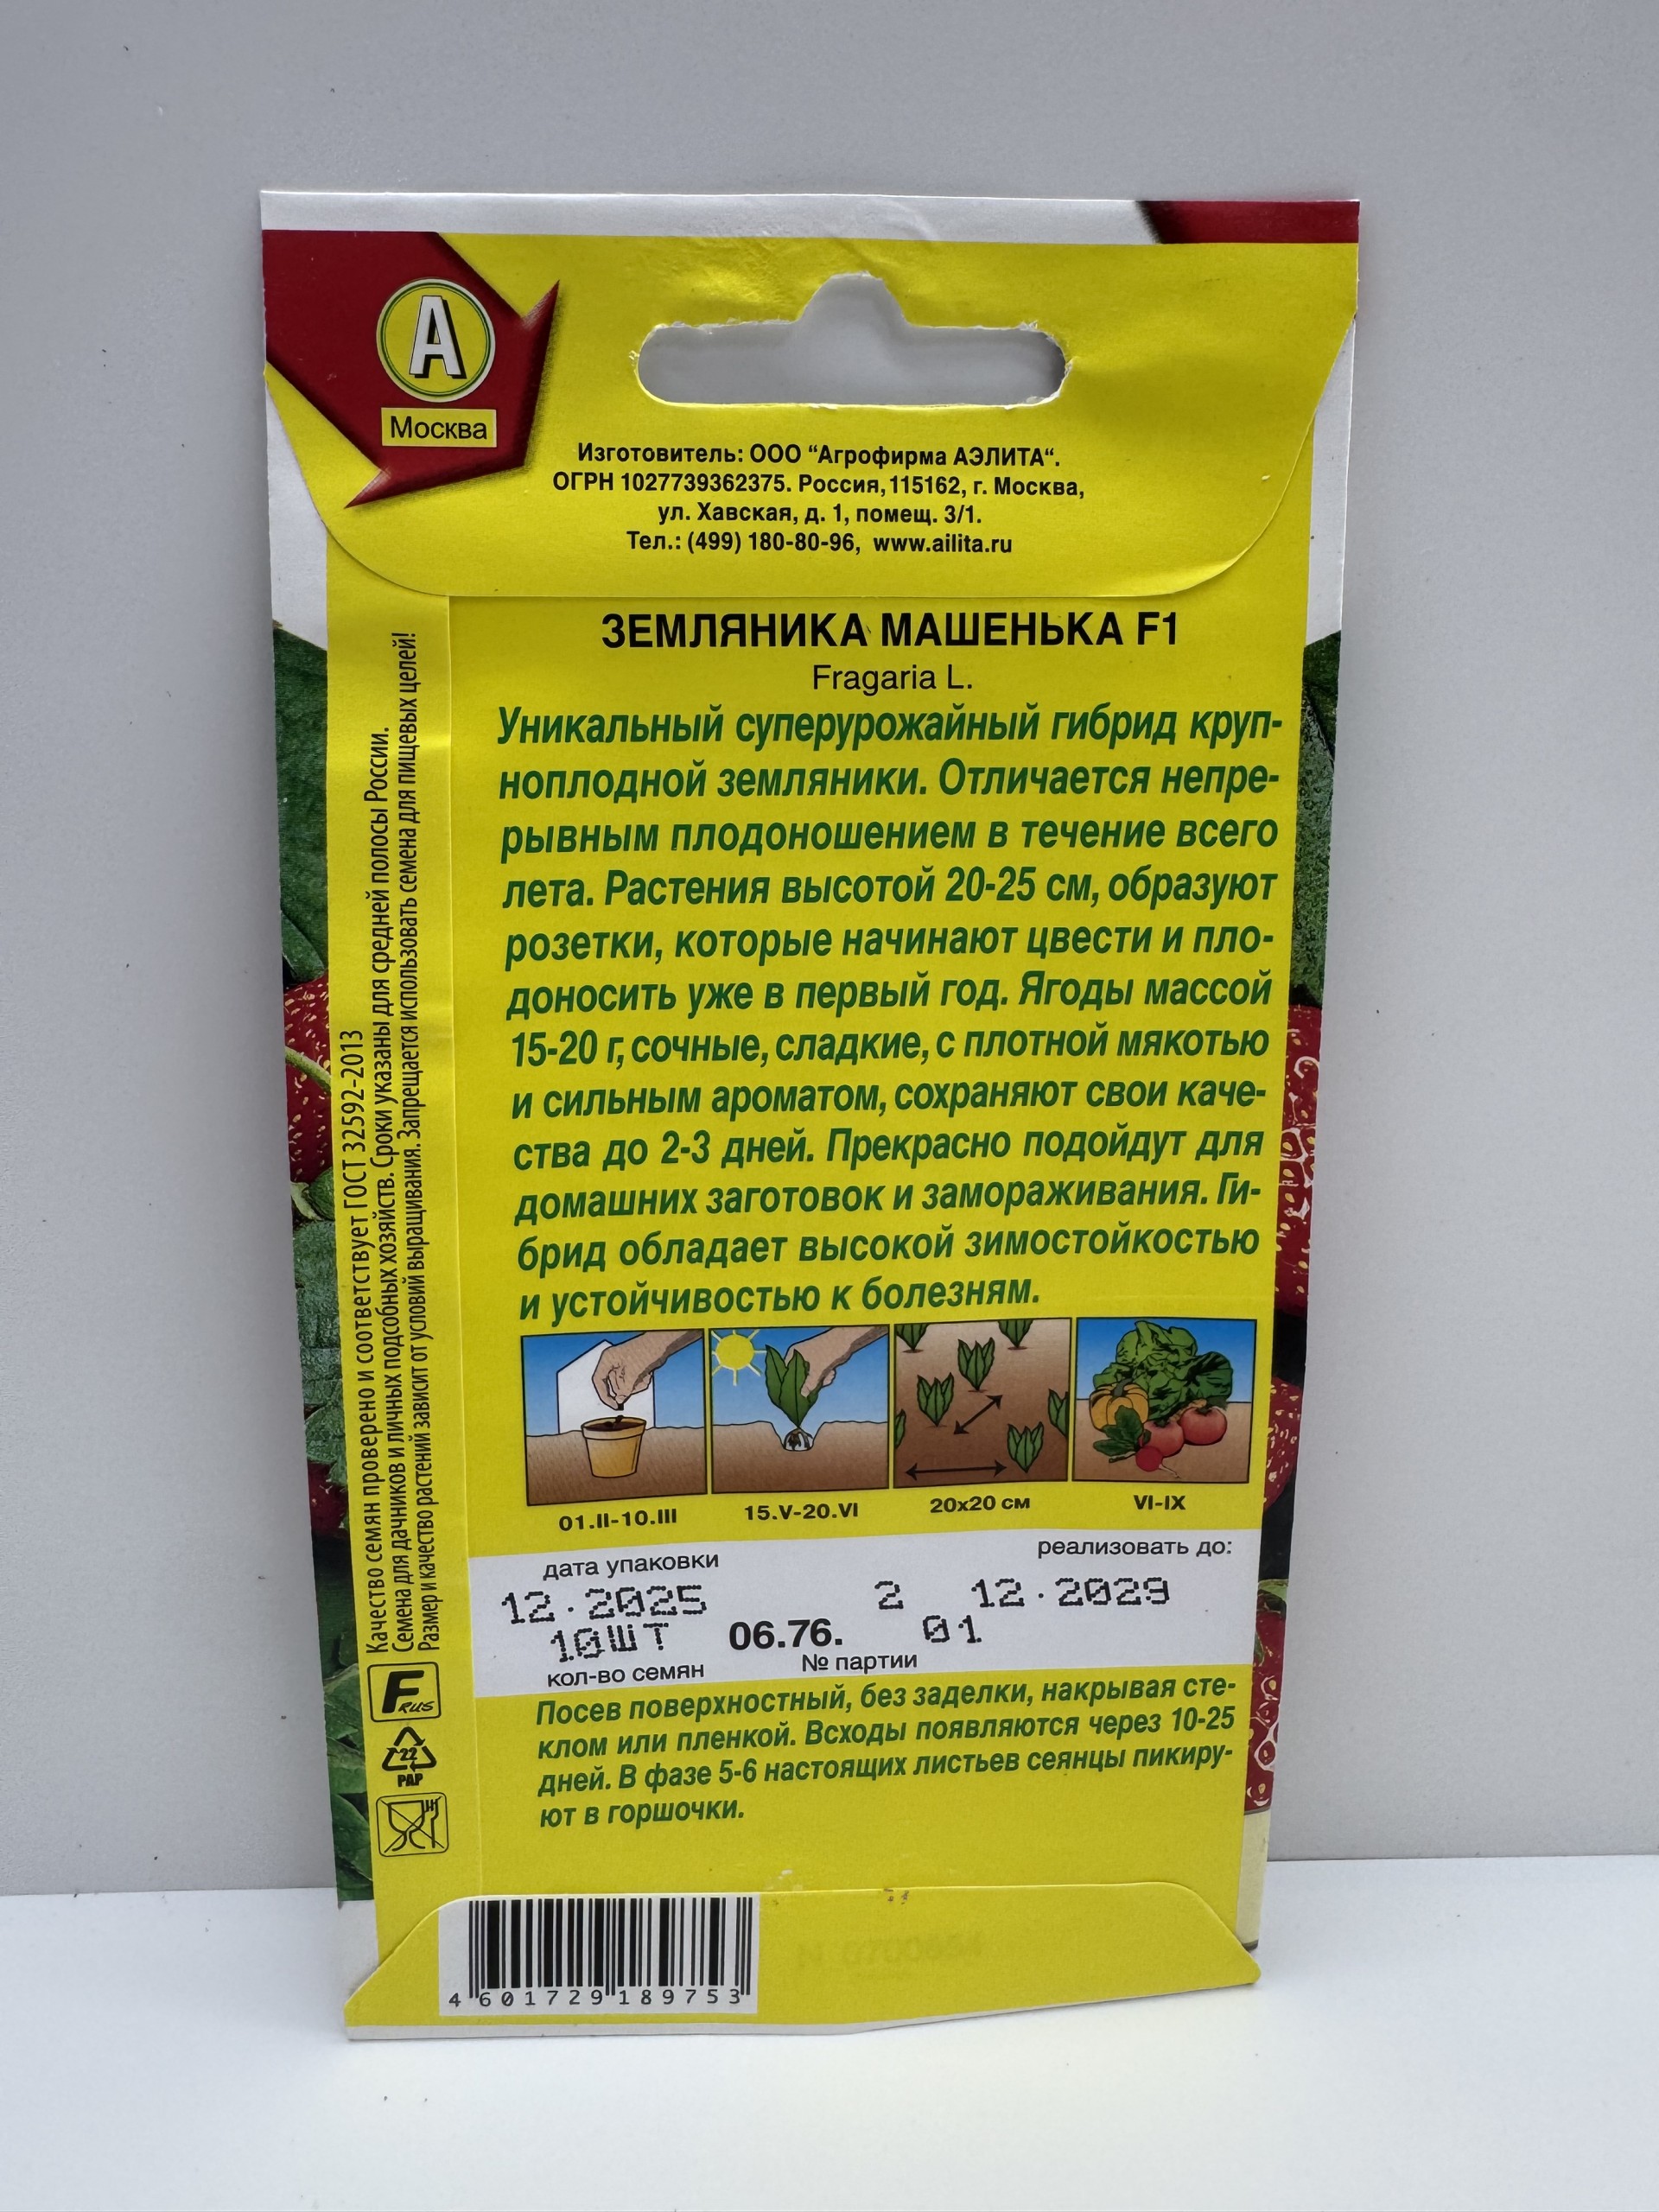 А
Москва
Изготовитель: ООО “Агрофирма АЭЛИТА“.
ОГРН 1027739362375. Россия, 115162, г. Москва,
ул. Хавская, д. 1, помещ. 3/1.
Тел.: (499) 180-80-96, www.ailita.ru
ЗЕМЛЯНИКА МАШЕНЬКА F1
Fragaria L.
Уникальный суперурожайный гибрид круп-
ноплодной земляники. Отличается непре-
рывным плодоношением в течение всего
лета. Растения высотой 20-25 см, образуют
розетки, которые начинают цвести и пло-
доносить уже в первый год. Ягоды массой
15-20 г, сочные, сладкие, с плотной мякотью
и сильным ароматом, сохраняют свои каче-
ства до 2-3 дней. Прекрасно подойдут для
домашних заготовок и замораживания. Ги-
брид обладает высокой зимостойкостью
и устойчивостью к болезням.
01.II-10.III
15.V-20.VI
20х20 см
VI-IX
дата упаковки
реализовать до:
12.2025 2 12.2029
10ШТ 06.76. 01
кол-во семян № партии
Посев поверхностный, без заделки, накрывая сте-
клом или пленкой. Всходы появляются через 10-25
дней. В фазе 5-6 настоящих листьев сеянцы пикиру-
ют в горшочки.
Качество семян проверено и соответствует ГОСТ 32592-2013
Семена для дачников и личных подсобных хозяйств. Сроки указаны для средней полосы России.
Размер и качество растений зависит от условий выращивания. Запрещается использовать семена для пищевых целей!
F RUS
22
PAP
4 601729 189753